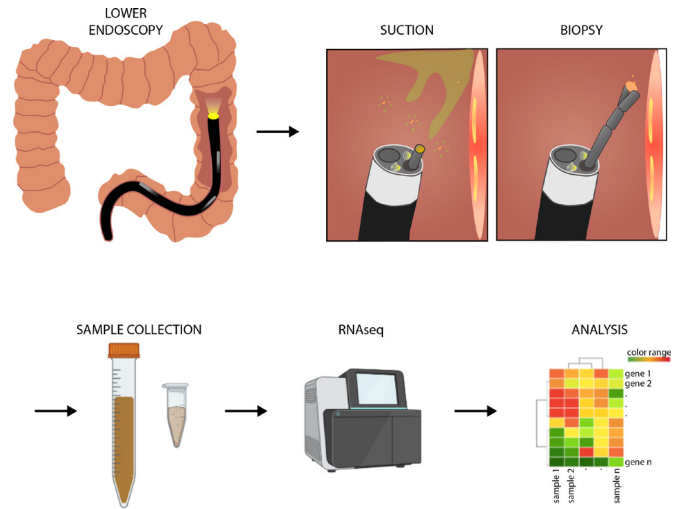 LOWER
ENDOSCOPY
SUCTION
BIOPSY
SAMPLE COLLECTION
RNAseq
ANALYSIS
color range
gene 1
gene 2
.
.
.
gene n
sample 1
sample 2
.
.
sample n